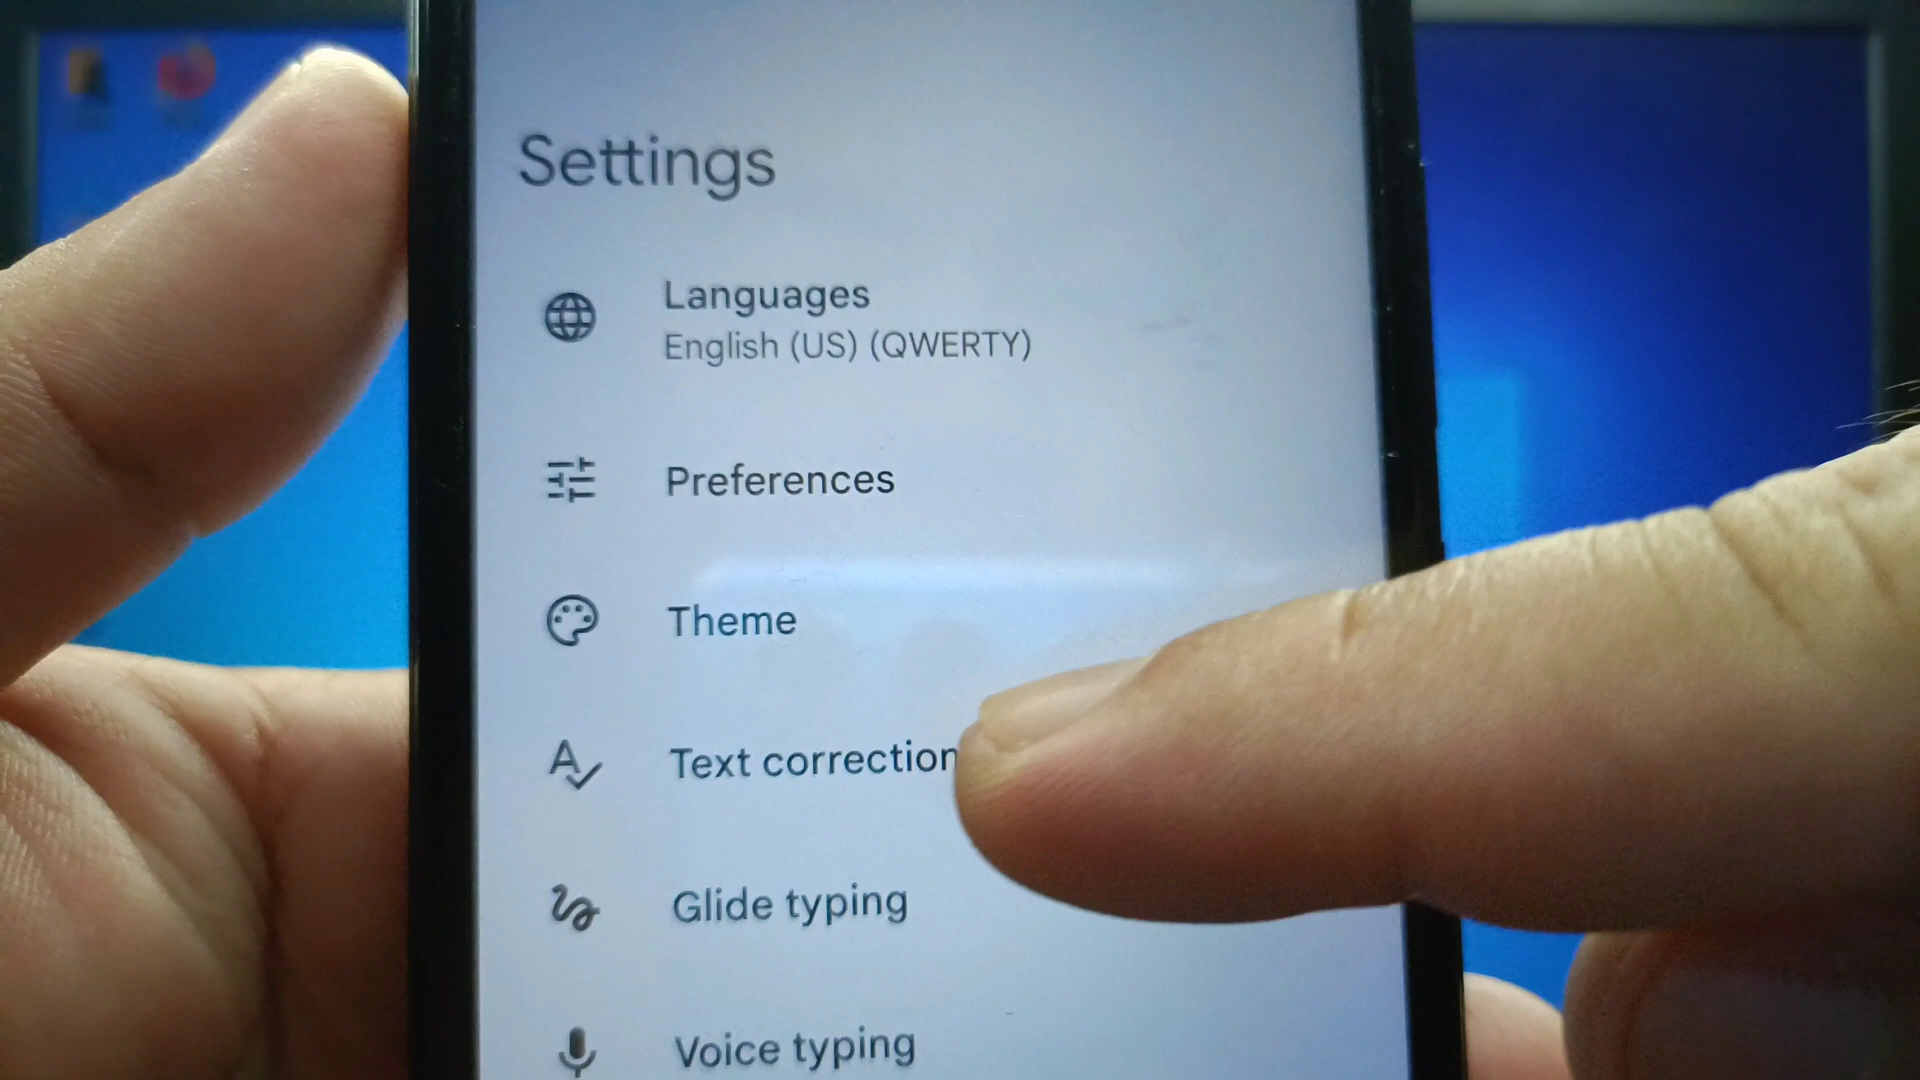 Settings
Languages
English (US) (QWERTY)
Preferences
Theme
Text correction
Glide typing
Voice typing